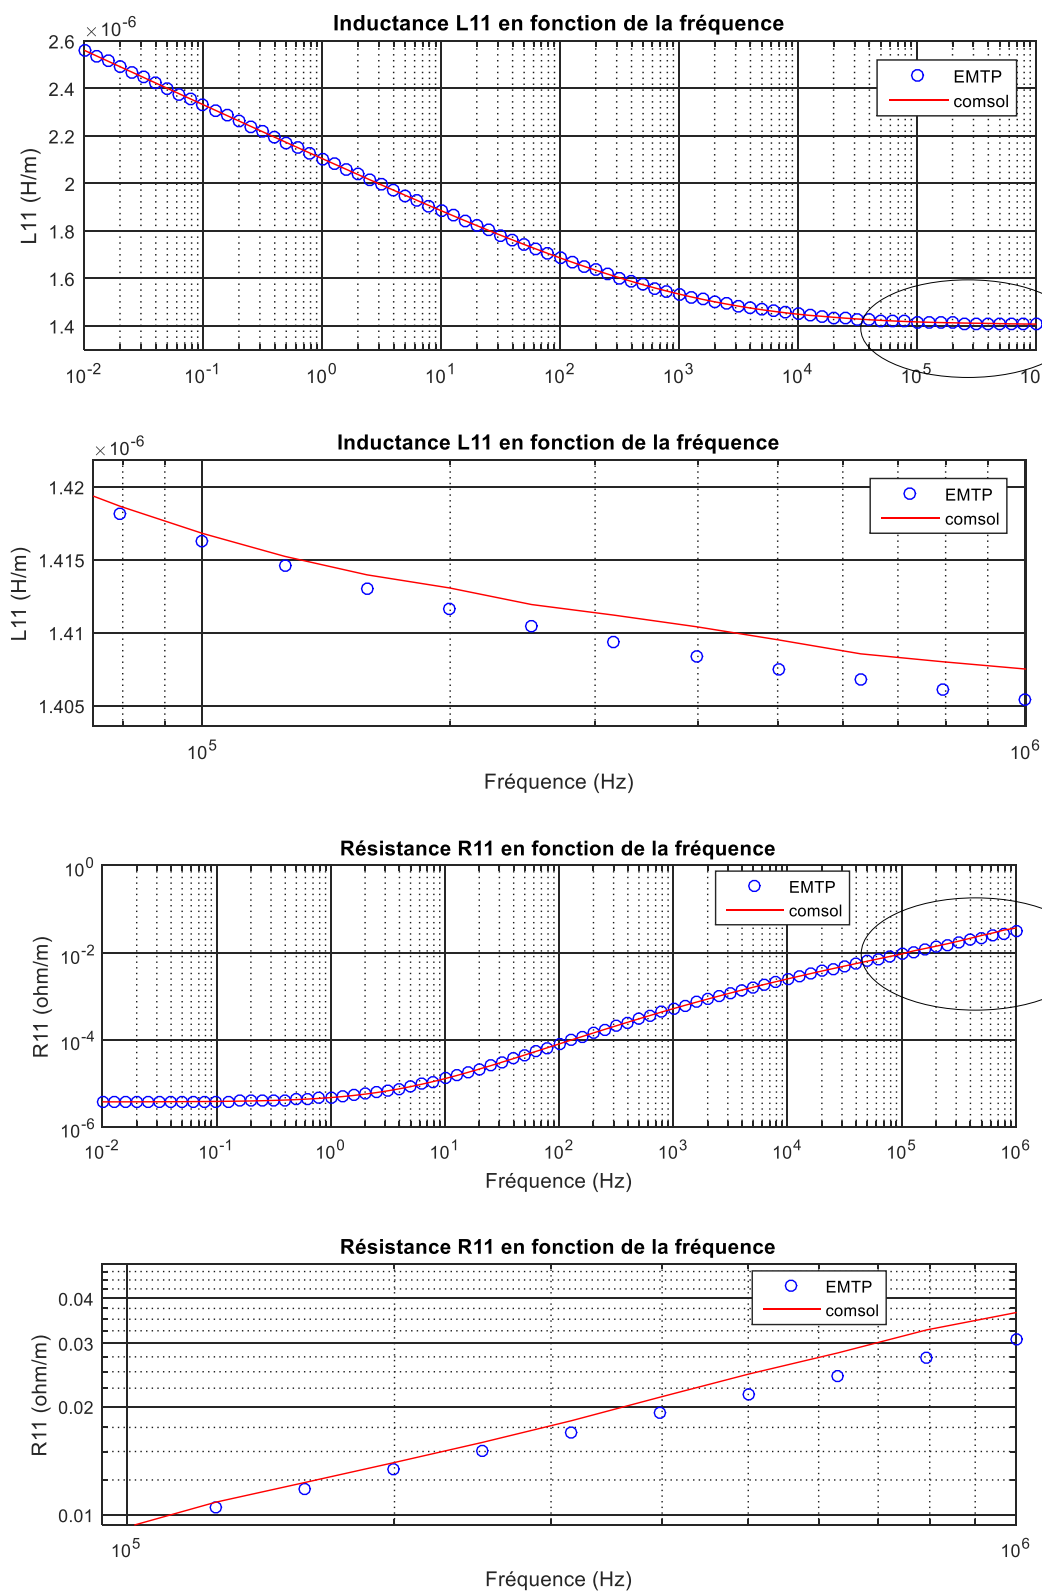 Inductance L11 en fonction de la fréquence
×10-6
2.6
2.4
2.2
2
1.8
1.6
1.4
L11 (H/m)
EMTP
comsol
10-2 10-1 100 101 102 103 104 105 10
Inductance L11 en fonction de la fréquence
×10-6
1.42
1.415
1.41
1.405
L11 (H/m)
EMTP
comsol
105 106
Fréquence (Hz)
Résistance R11 en fonction de la fréquence
100
10-2
10-4
10-6
R11 (ohm/m)
EMTP
comsol
10-2 10-1 100 101 102 103 104 105 106
Fréquence (Hz)
Résistance R11 en fonction de la fréquence
0.04
0.03
0.02
0.01
R11 (ohm/m)
EMTP
comsol
105 106
Fréquence (Hz)